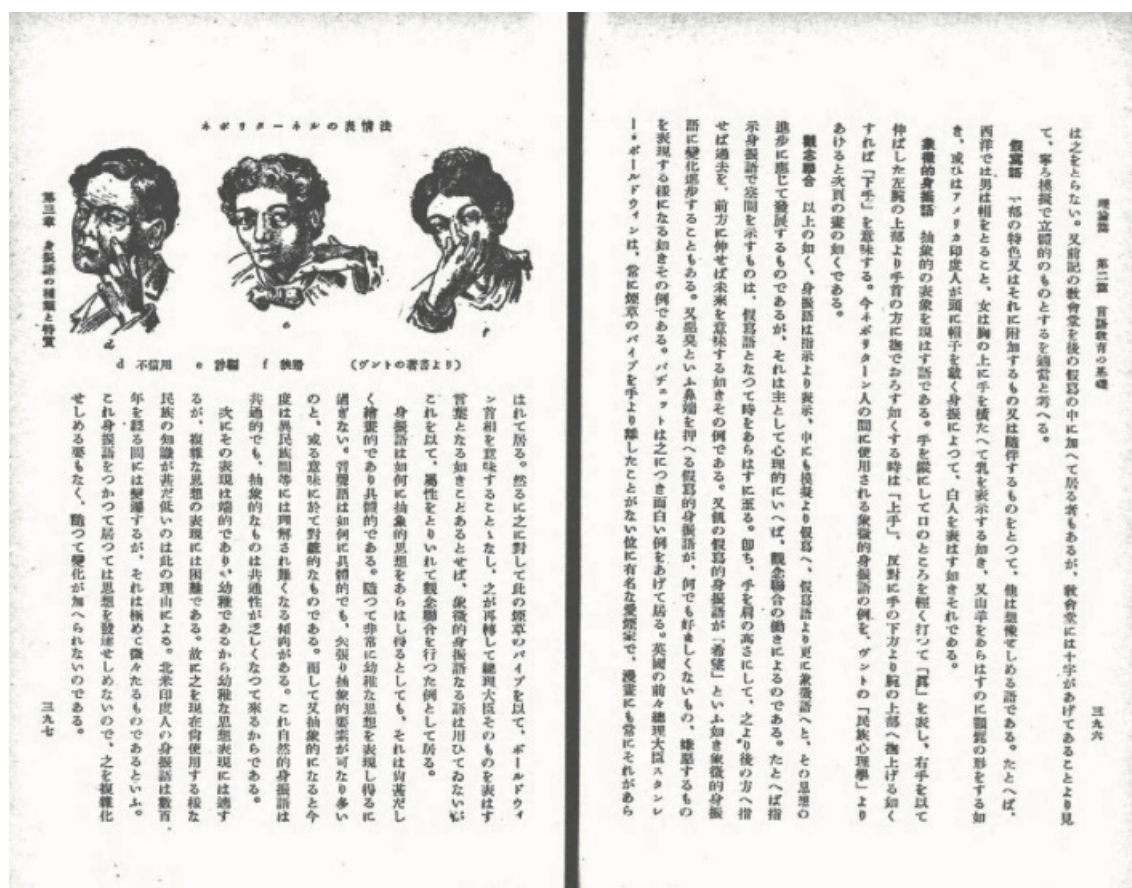 理論篇　第二篇　言語教育の基礎
三九六
は之をとらない。又前記の敎會堂を後の假寫の中に加へて居る者もあるが、敎會堂には十字があげてあることより見
て、寧ろ模擬で立體的のものとするを適當と考へる。
假寫語　一部の特色又はそれに附加するもの又は隨伴するものをとつて、他は想像せしめる語である。たとへば、
西洋では男は帽をとること、女は胸の上に手を橫たへて乳を表示する如き、又山羊をあらはすのに顎髭の形をする如
き、或ひはアメリカ印度人が頭に帽子を戴く身振によつて、白人を表はす如きそれである。
象徵的身振語　抽象的の表象を現はす語である。手を縱にして口のところを輕く打つて「眞」を表し、右手を以て
伸ばした左腕の上部より手首の方に撫でおろす如くする時は「上手」、反對に手の下方より腕の上部へ撫上げる如く
すれば「下手」を意味する。今ネポリターン人の間に使用される象徵的身振語の例を、ヴントの「民族心理學」より
あげると次頁の畫の如くである。
觀念聯合　以上の如く、身振語は指示より表示、中にも模擬より假寫へ、假寫語より更に象徵語へと、その思想の
進步に應じて發展するものであるが、それは主として心理的にいへば、觀念聯合の働きによるのである。たとへば指
示身振語で空間を示すものは、假寫語となつて時をあらはすに至る。卽ち、手を肩の高さにして、之より後の方へ指
せば過去を、前方に伸せば未來を意味する如きその例である。又飢の假寫的身振語が「希望」といふ如き象徵的身振
語に變化進步することもある。又惡臭といふ鼻端を押へる假寫的身振語が、何でも好ましくないもの、嫌惡するもの
を表現する樣になる如きその例である。パヂェットは之につき面白い例をあげて居る。英國の前々總理大臣スタンレ
ー・ボールドウィンは、常に煙草のパイプを手より離したことがない位に有名な愛煙家で、漫畫にも常にそれがあら
ネポリターネルの表情法
d
e
f
d　不信用　e　詐騙　f　狡猾　（ヴントの著書より）
第三章　身振語の種類と特質
三九七
はれて居る。然るに之に對して此の煙草のパイプを以て、ボールドウィ
ン首相を意味することゝなし、之が再轉して總理大臣そのものを表はす
言葉となる如きことあるとせば、象徵的身振語なる語は用ひてゐないが
これを以て、屬性をとりいれて觀念聯合を行つた例として居る。
身振語は如何に抽象的思想をあらはし得るとしても、それは尙甚だし
く繪畫的であり具體的である。隨つて非常に幼稚な思想を表現し得るに
過ぎない。音聲語は如何に具體的でも、矢張り抽象的要素が可なり多い
のと、或る意味に於て對蹠的なものである。而して又抽象的になると今
度は異民族間等には理解され難くなる傾向がある。これ自然的身振語は
共通的でも、抽象的なものは共通性が乏しくなつて來るからである。
次にその表現は端的であり、幼稚であるから幼稚な思想表現には適す
るが、複雜な思想の表現には困難である。故に之を現在尙使用する樣な
民族の知識が甚だ低いのは此の理由による。北米印度人の身振語は數百
年を經る間には變遷するが、それは極めて微々たるものであるといふ。
これ身振語をつかつて居つては思想を發達せしめないので、之を複雜化
せしめる要もなく、隨つて變化が加へられないのである。